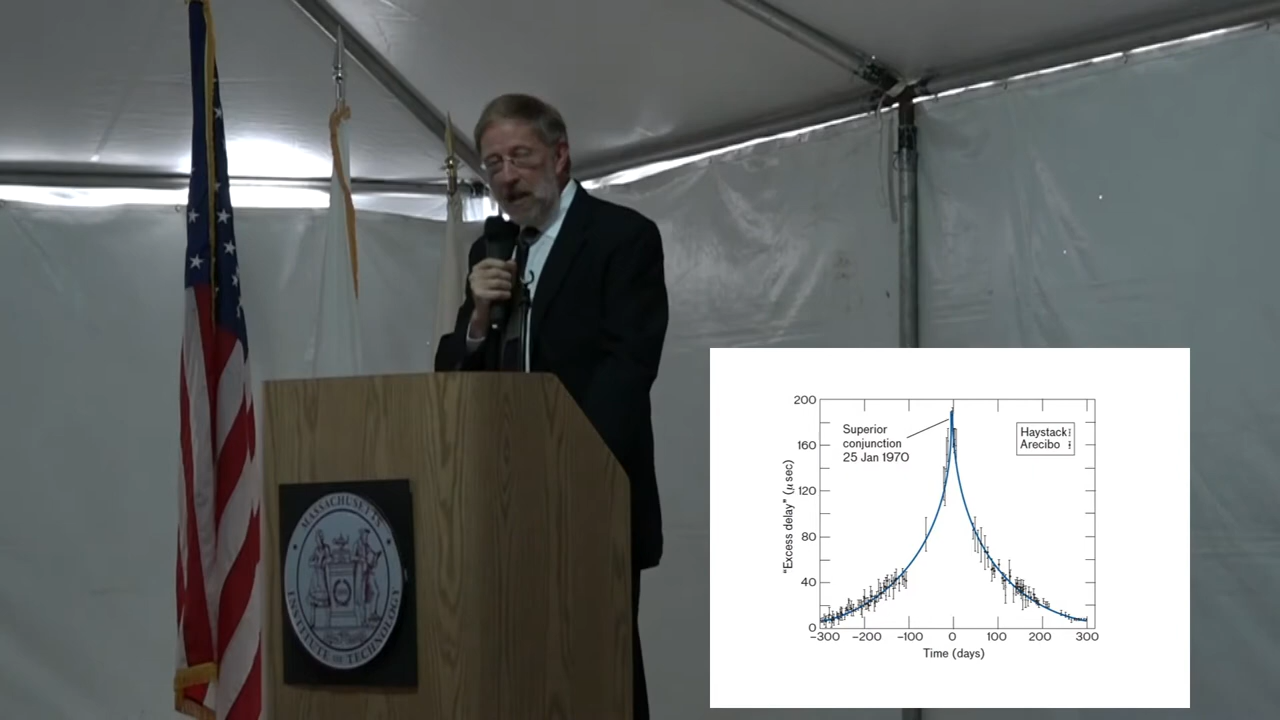 MASSACHUSETTS
INSTITUTE OF TECHNOLOGY
200
160
120
80
40
0
"Excess delay" (μ sec)
Superior
conjunction
25 Jan 1970
Haystack
Arecibo
−300 −200 −100 0 100 200 300
Time (days)